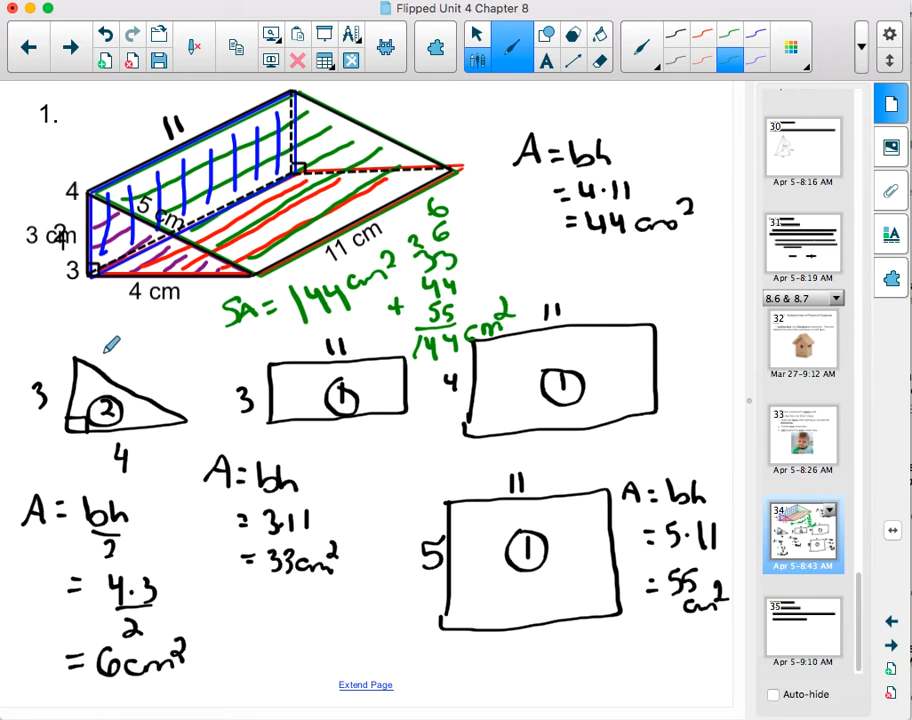 Flipped Unit 4 Chapter 8
1.
11
4
5 cm
3 cm
3
4 cm
11 cm
A = bh
= 4·11
= 44 cm²
6
6
33
44
+ 55
144 cm²
SA = 144 cm²
3
2
4
A = bh
2
= 4·3
2
= 6 cm²
11
3
1
A = bh
= 3·11
= 33 cm²
11
4
1
11
5
1
A = bh
= 5·11
= 55
cm²
Extend Page
30
Apr 5-8:16 AM
31
Apr 5-8:19 AM
8.6 & 8.7
32
Mar 27-9:12 AM
33
Apr 5-8:26 AM
34
Apr 5-8:43 AM
35
Apr 5-9:10 AM
Auto-hide